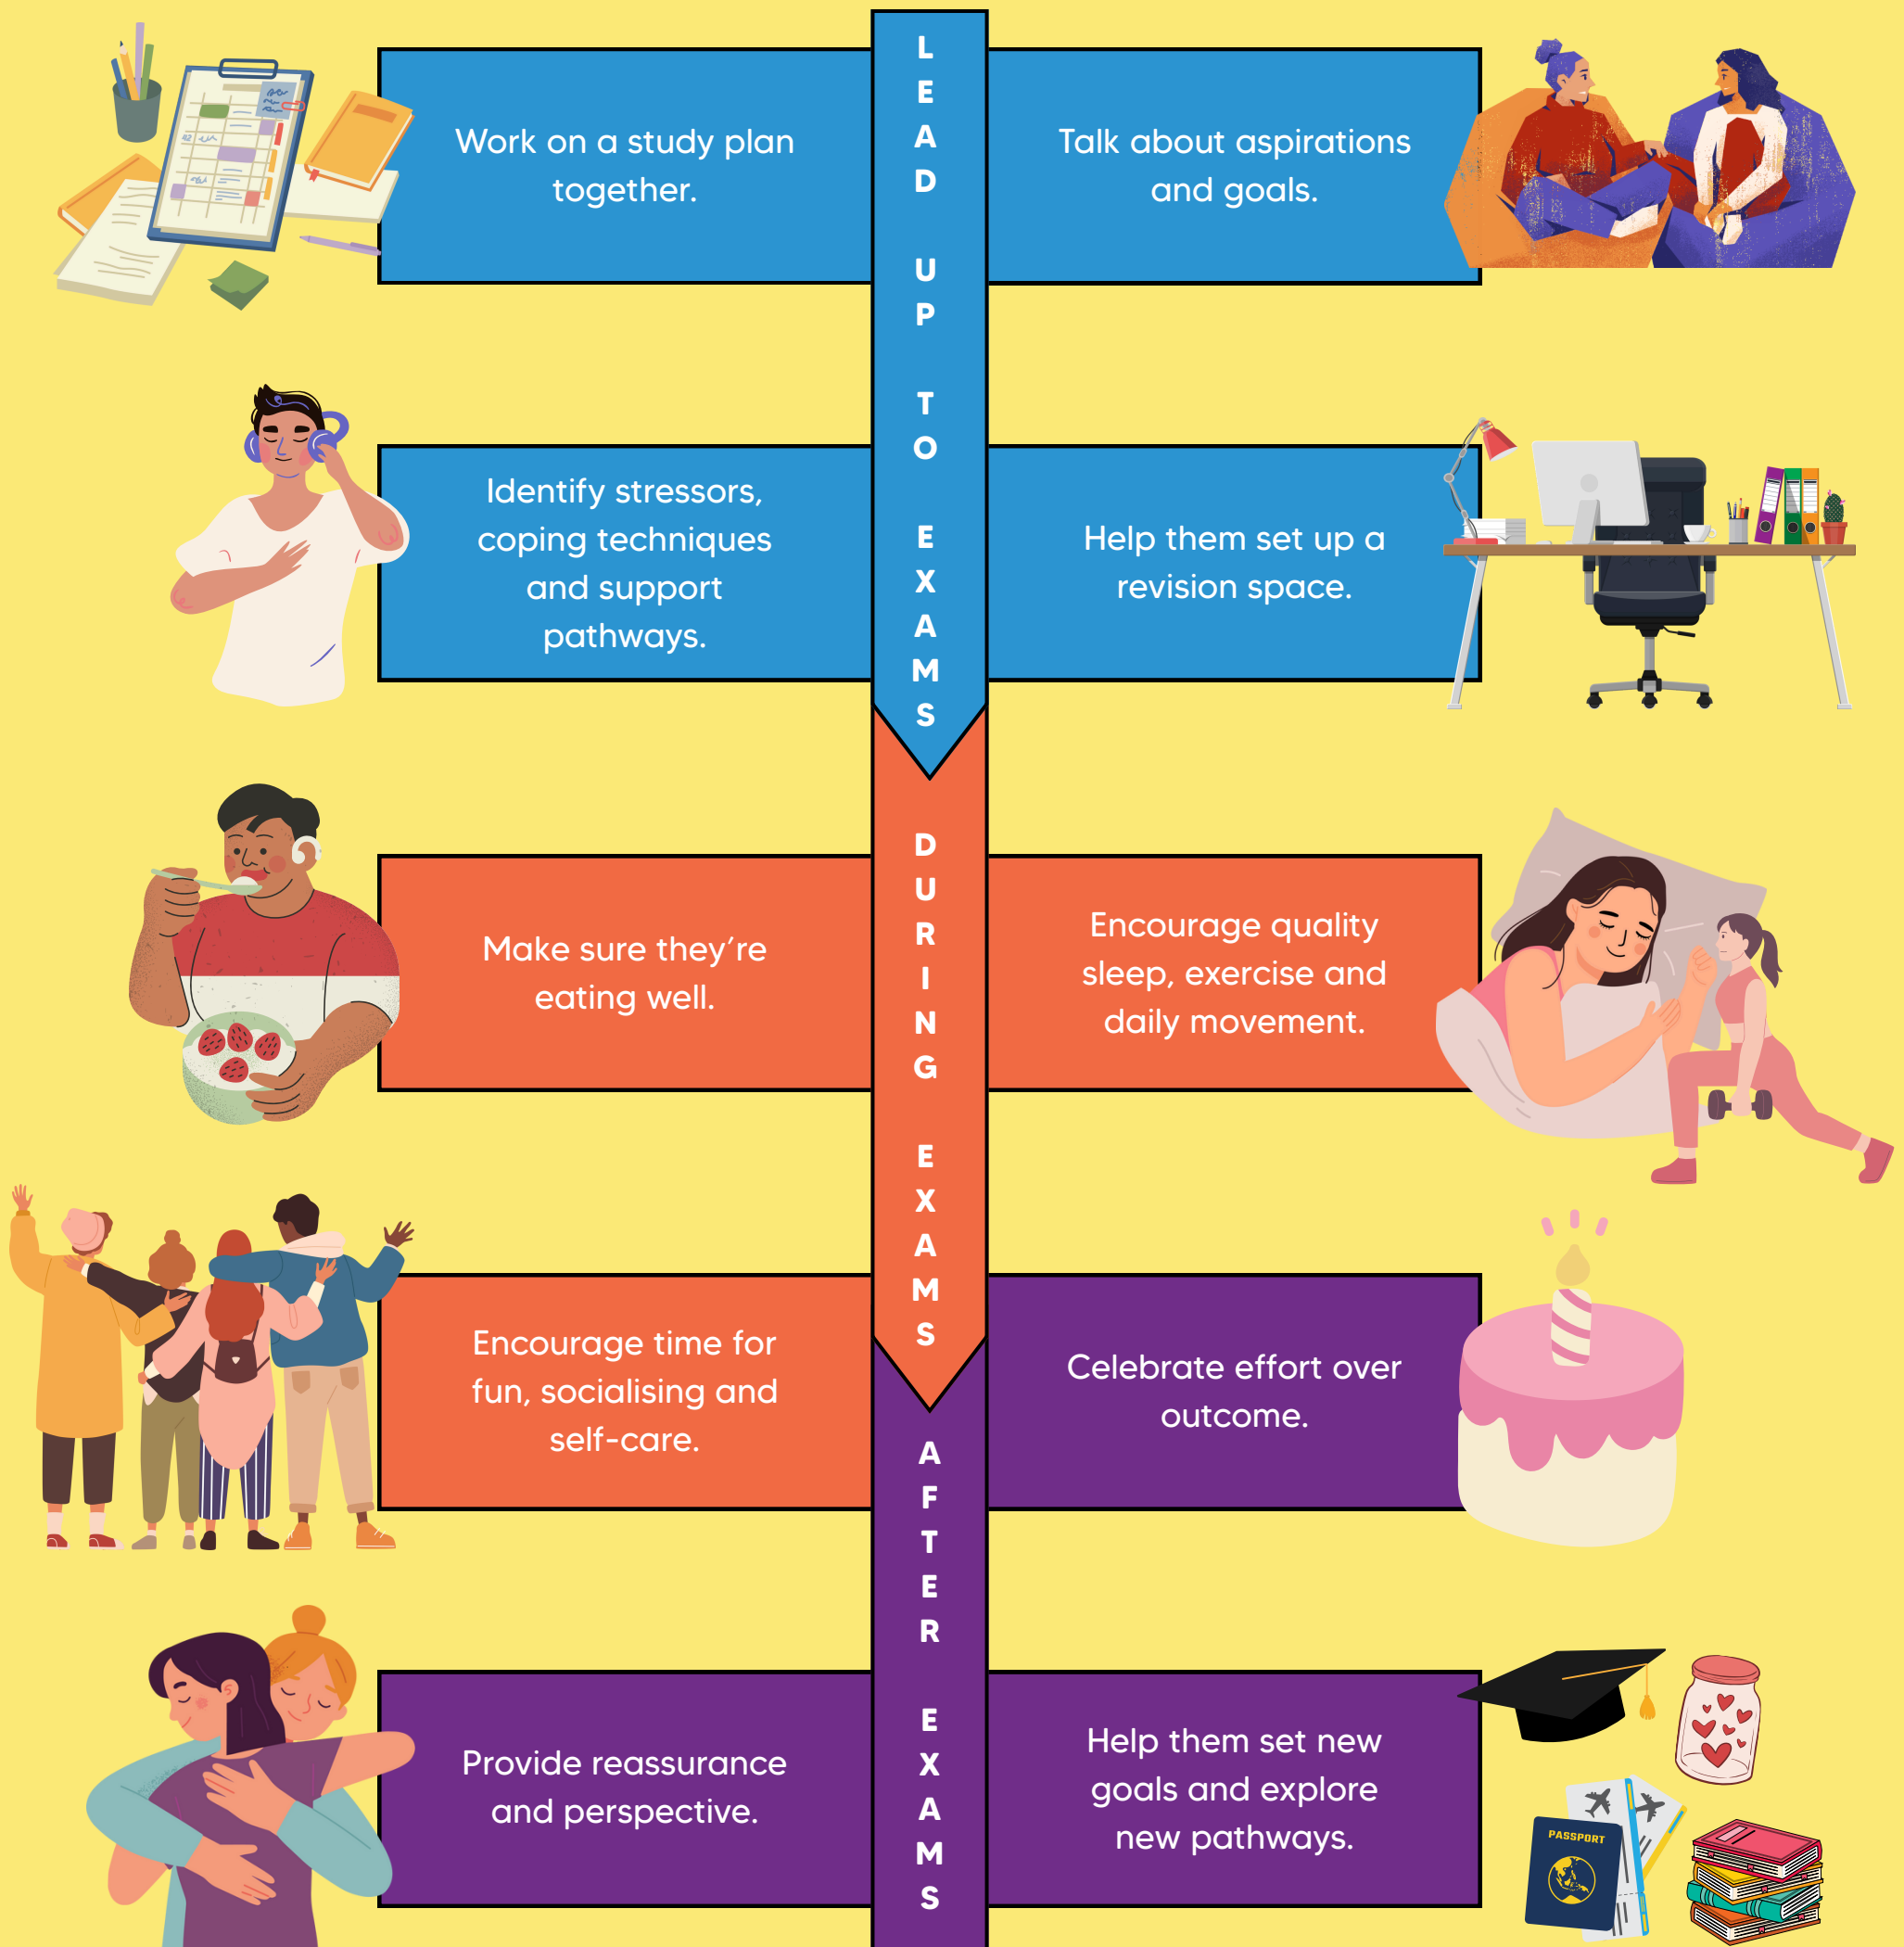 LEAD UP TO EXAMS
Work on a study plan
together.
Talk about aspirations
and goals.
Identify stressors,
coping techniques
and support
pathways.
Help them set up a
revision space.
DURING EXAMS
Make sure they're
eating well.
Encourage quality
sleep, exercise and
daily movement.
Encourage time for
fun, socialising and
self-care.
AFTER EXAMS
Celebrate effort over
outcome.
Provide reassurance
and perspective.
Help them set new
goals and explore
new pathways.
PASSPORT